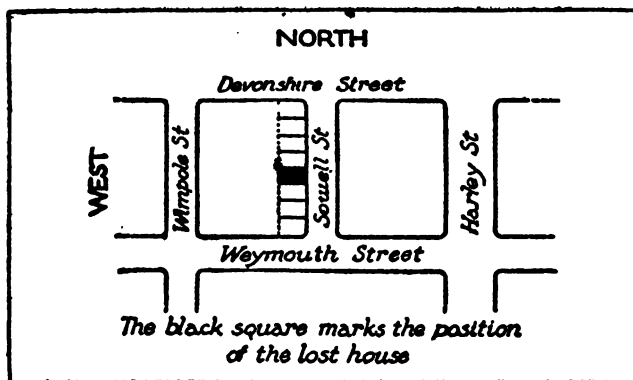 NORTH
Devonshire Street
WEST
Wimpole St
Sowell St
Harley St
Weymouth Street
The black square marks the position
of the lost house